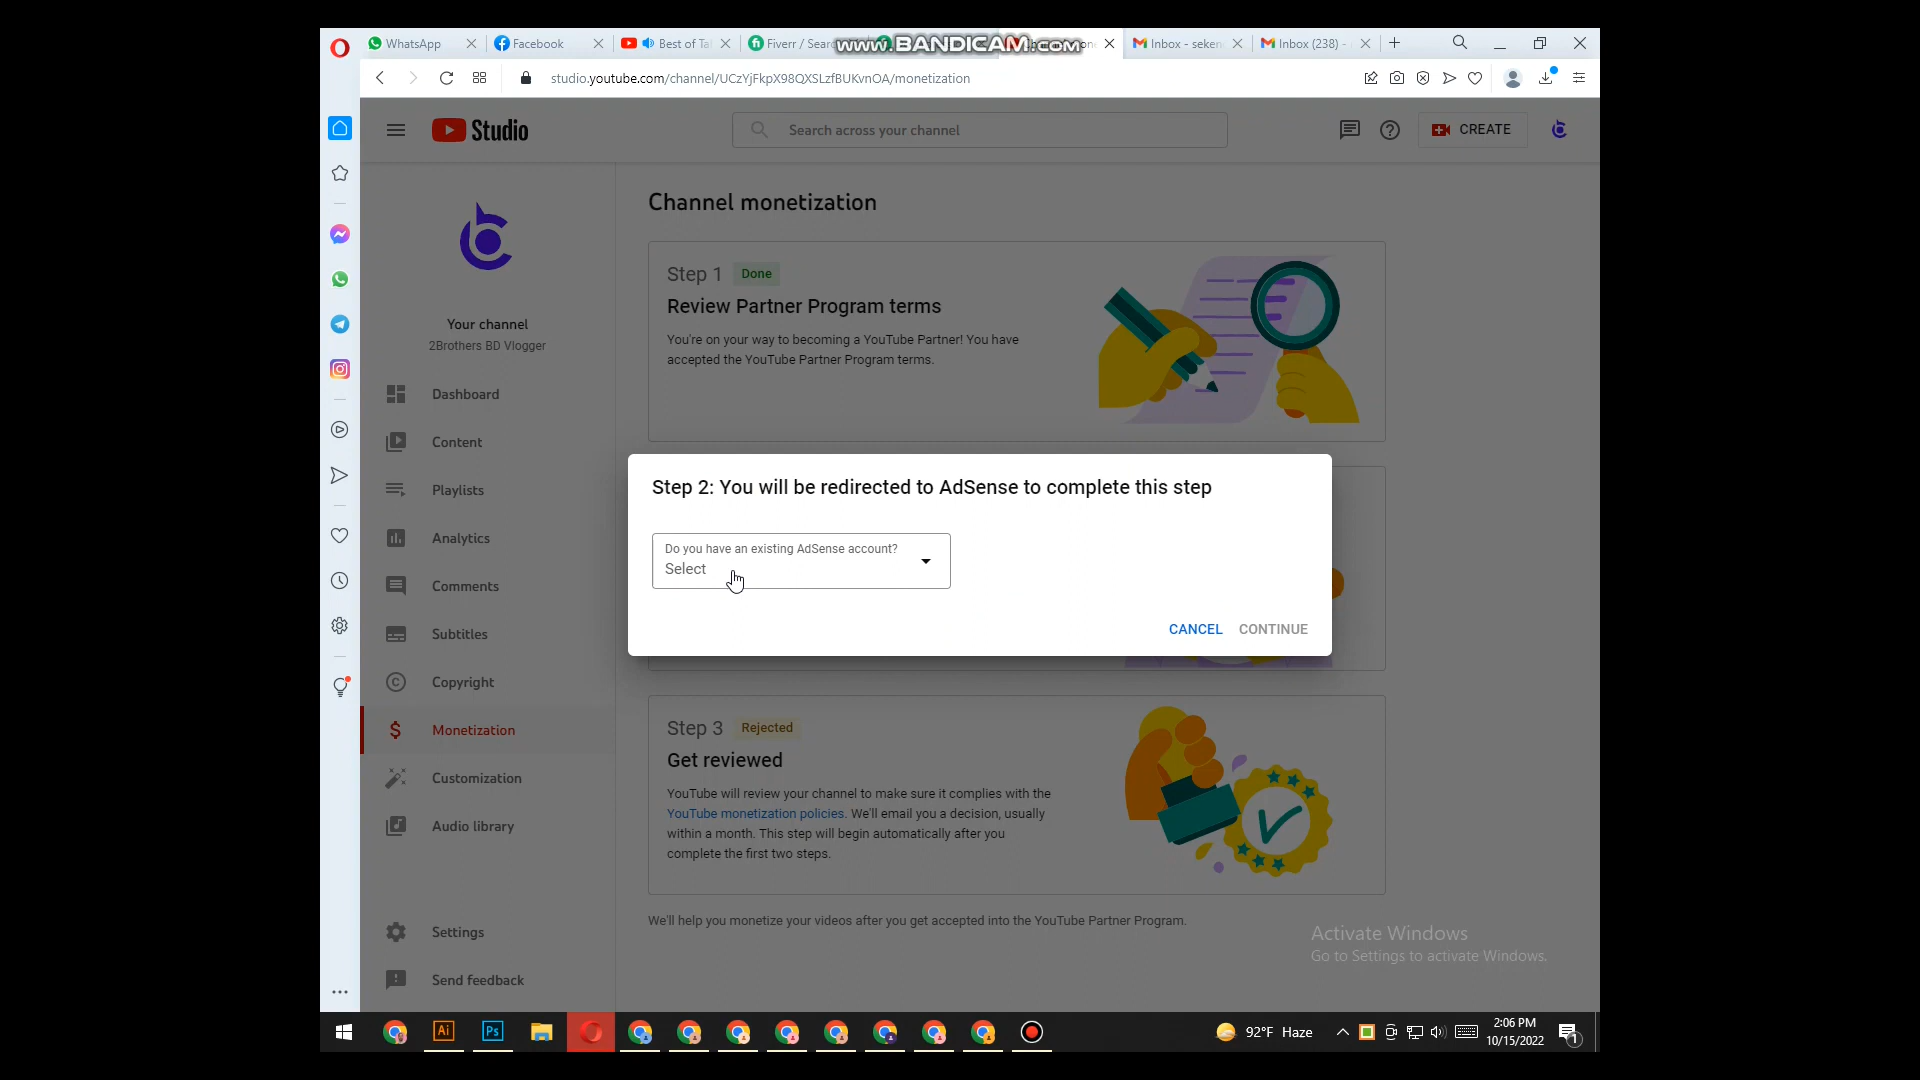 WhatsApp
Facebook
Best of Ta
Fiverr / Sear
www.BANDICAM.com
Inbox - seken
Inbox (238) -
studio.youtube.com/channel/UCzYjFkpX98QXSLzfBUKvnOA/monetization
Studio
Search across your channel
CREATE
Your channel
2Brothers BD Vlogger
Dashboard
Content
Playlists
Analytics
Comments
Subtitles
Copyright
Monetization
Customization
Audio library
Settings
Send feedback
Channel monetization
Step 1 Done
Review Partner Program terms
You're on your way to becoming a YouTube Partner! You have
accepted the YouTube Partner Program terms.
Step 2: You will be redirected to AdSense to complete this step
Do you have an existing AdSense account?
Select
CANCEL CONTINUE
Step 3 Rejected
Get reviewed
YouTube will review your channel to make sure it complies with the
YouTube monetization policies. We'll email you a decision, usually
within a month. This step will begin automatically after you
complete the first two steps.
We'll help you monetize your videos after you get accepted into the YouTube Partner Program.
Activate Windows
Go to Settings to activate Windows.
Ai
Ps
92°F Haze
2:06 PM
10/15/2022
1